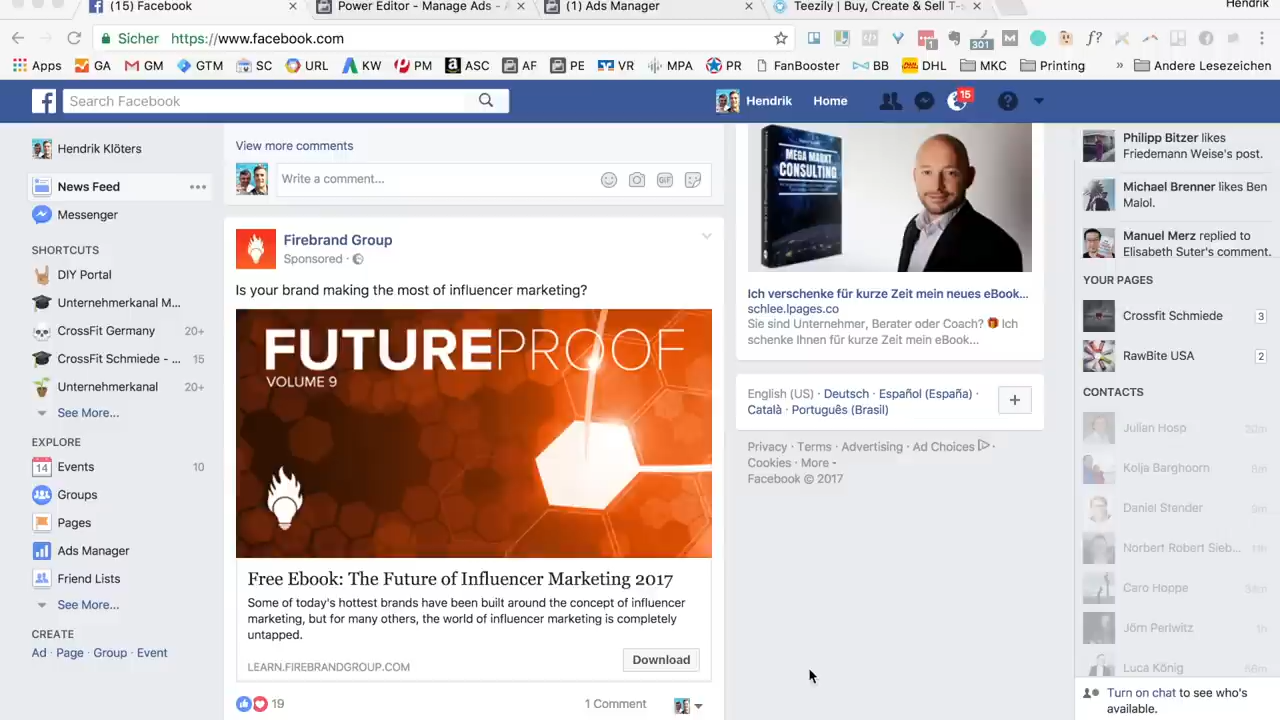 (15) Facebook
Power Editor - Manage Ads -
(1) Ads Manager
Teezily | Buy, Create & Sell T-s
Hendrik
Sicher https://www.facebook.com
1
301
f?
Apps GA GM GTM SC URL KW PM ASC AF PE VR MPA PR FanBooster BB DHL MKC Printing » Andere Lesezeichen
Search Facebook
Hendrik Home 15
Hendrik Klöters
News Feed
Messenger
SHORTCUTS
DIY Portal
Unternehmerkanal M...
CrossFit Germany 20+
CrossFit Schmiede - ... 15
Unternehmerkanal 20+
See More...
EXPLORE
14 Events 10
Groups
Pages
Ads Manager
Friend Lists
See More...
CREATE
Ad · Page · Group · Event
View more comments
Write a comment...
GIF
Firebrand Group
Sponsored ·
Is your brand making the most of influencer marketing?
FUTUREPROOF
VOLUME 9
Free Ebook: The Future of Influencer Marketing 2017
Some of today's hottest brands have been built around the concept of influencer
marketing, but for many others, the world of influencer marketing is completely
untapped.
LEARN.FIREBRANDGROUP.COM
Download
19
1 Comment
MEGA MARKT
CONSULTING
Ich verschenke für kurze Zeit mein neues eBook...
schlee.lpages.co
Sie sind Unternehmer, Berater oder Coach? Ich
schenke Ihnen für kurze Zeit mein eBook...
English (US) · Deutsch · Español (España) ·
Català · Português (Brasil)
Privacy · Terms · Advertising · Ad Choices ·
Cookies · More
Facebook © 2017
Philipp Bitzer likes
Friedemann Weise's post.
Michael Brenner likes Ben
Malol.
Manuel Merz replied to
Elisabeth Suter's comment.
YOUR PAGES
Crossfit Schmiede 3
RawBite USA 2
CONTACTS
Julian Hosp 20m
Kolja Barghoorn 8m
Daniel Stender 9m
Norbert Robert Sieb...
Caro Hoppe
Jörn Perlwitz 1h
Luca König
Turn on chat to see who's
available.